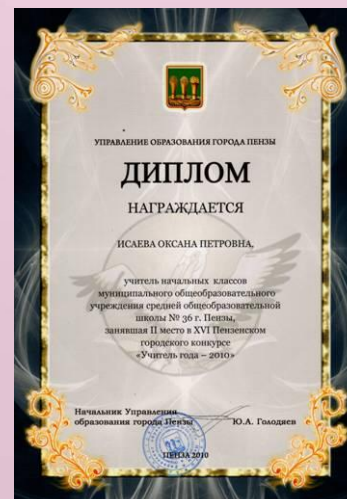 УПРАВЛЕНИЕ ОБРАЗОВАНИЯ ГОРОДА ПЕНЗЫ
ДИПЛОМ
НАГРАЖДАЕТСЯ
ИСАЕВА ОКСАНА ПЕТРОВНА,
учитель начальных классов
муниципального общеобразовательного
учреждения средней общеобразовательной
школы № 36 г. Пензы,
занявшая II место в XVI Пензенском
городского конкурсе
«Учитель года – 2010»
Начальник Управления
образования города Пензы Ю.А. Голодяев
ПЕНЗА 2010